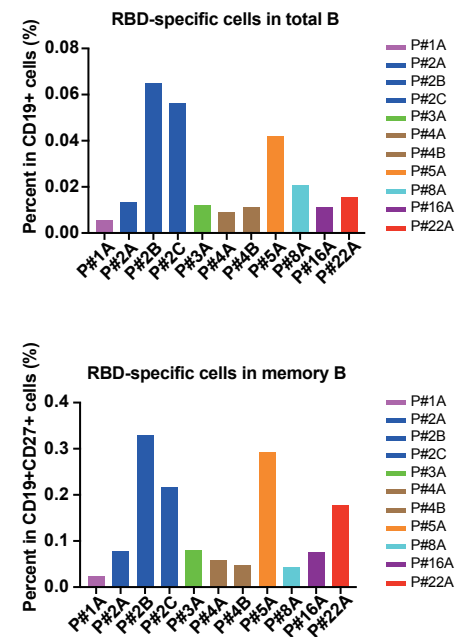 RBD-specific cells in total B
Percent in CD19+ cells (%)
0.08
0.06
0.04
0.02
0.00
P#1A
P#2A
P#2B
P#2C
P#3A
P#4A
P#4B
P#5A
P#8A
P#16A
P#22A
P#1A
P#2A
P#2B
P#2C
P#3A
P#4A
P#4B
P#5A
P#8A
P#16A
P#22A
RBD-specific cells in memory B
Percent in CD19+CD27+ cells (%)
0.4
0.3
0.2
0.1
0.0
P#1A
P#2A
P#2B
P#2C
P#3A
P#4A
P#4B
P#5A
P#8A
P#16A
P#22A
P#1A
P#2A
P#2B
P#2C
P#3A
P#4A
P#4B
P#5A
P#8A
P#16A
P#22A